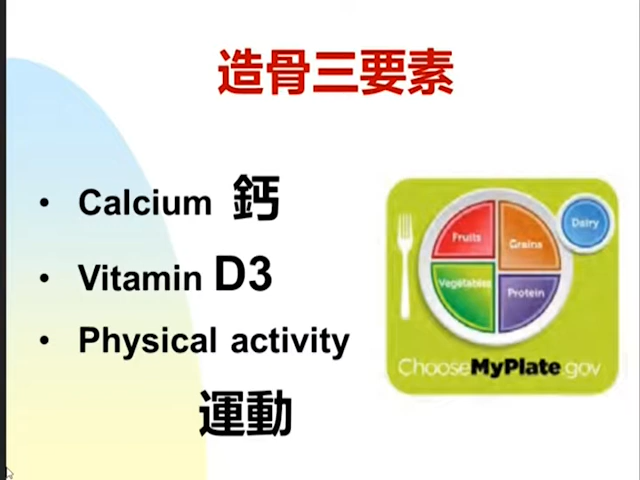 造骨三要素
• Calcium 鈣
• Vitamin D3
• Physical activity
運動
Fruits
Grains
Dairy
Vegetables
Protein
ChooseMyPlate.gov